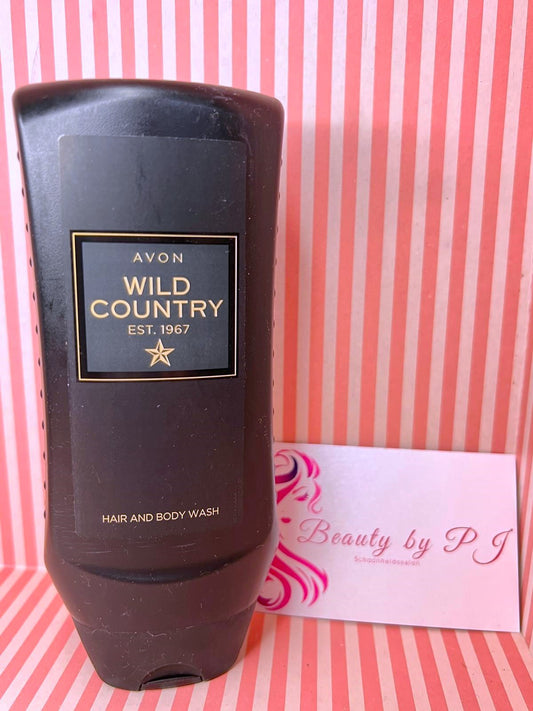 AVON
WILD
COUNTRY
EST. 1967
HAIR AND BODY WASH
Beauty by PJ
Schoonheidssalon